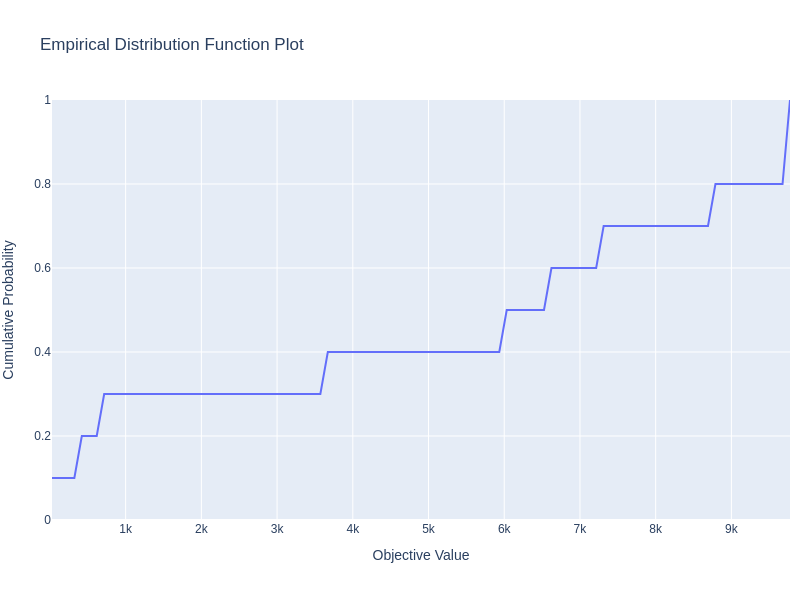 Empirical Distribution Function Plot
1
0.8
0.6
0.4
0.2
0
Cumulative Probability
1k 2k 3k 4k 5k 6k 7k 8k 9k
Objective Value